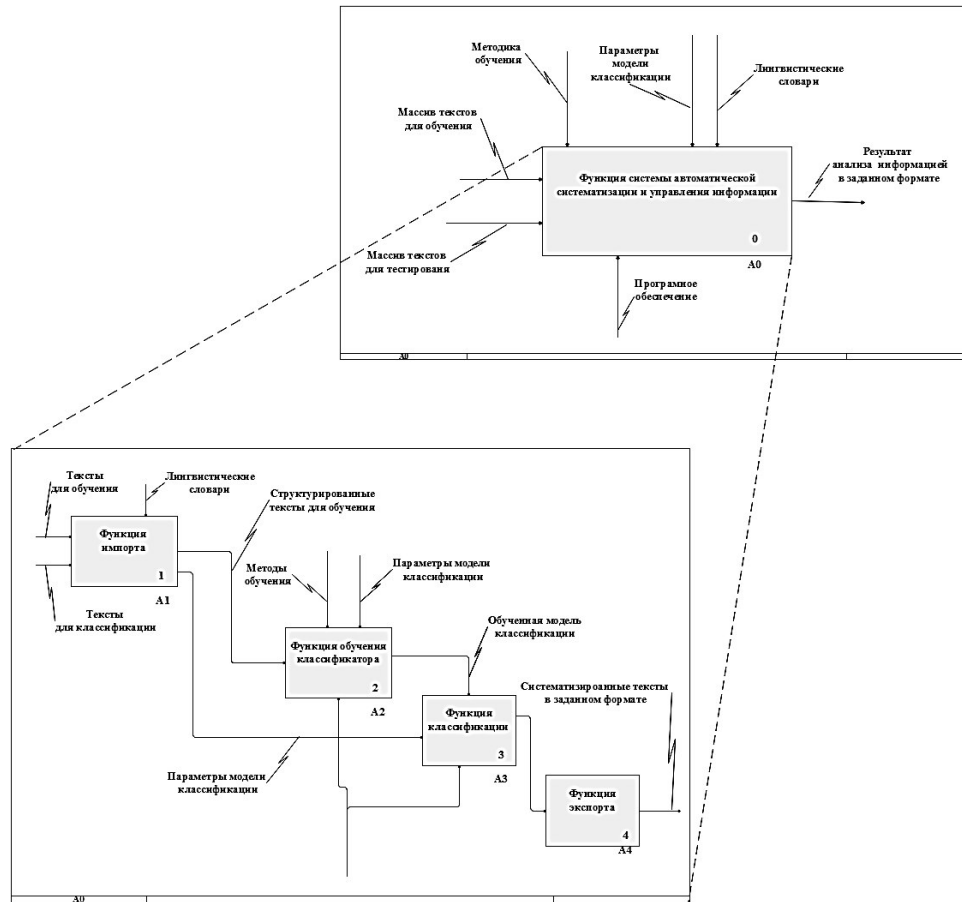 Методика
обучения
Параметры
модели
классификации
Лингвистические
словари
Массив текстов
для обучения
Результат
анализа информацией
в заданном формате
Функция системы автоматической
систематизации и управления информации
0
A0
Массив текстов
для тестированя
Програмное
обеспечение
A0
Тексты
для обучения
Лингвистические
словари
Структурированные
тексты для обучения
Функция
импорта
1
A1
Методы
обучения
Параметры модели
классификации
Тексты
для классификации
Обученная модель
классификации
Функция обучения
классификатора
2
A2
Систематизироанные тексты
в заданном формате
Функция
классификации
3
A3
Параметры модели
классификации
Функция
экспорта
4
A4
A0